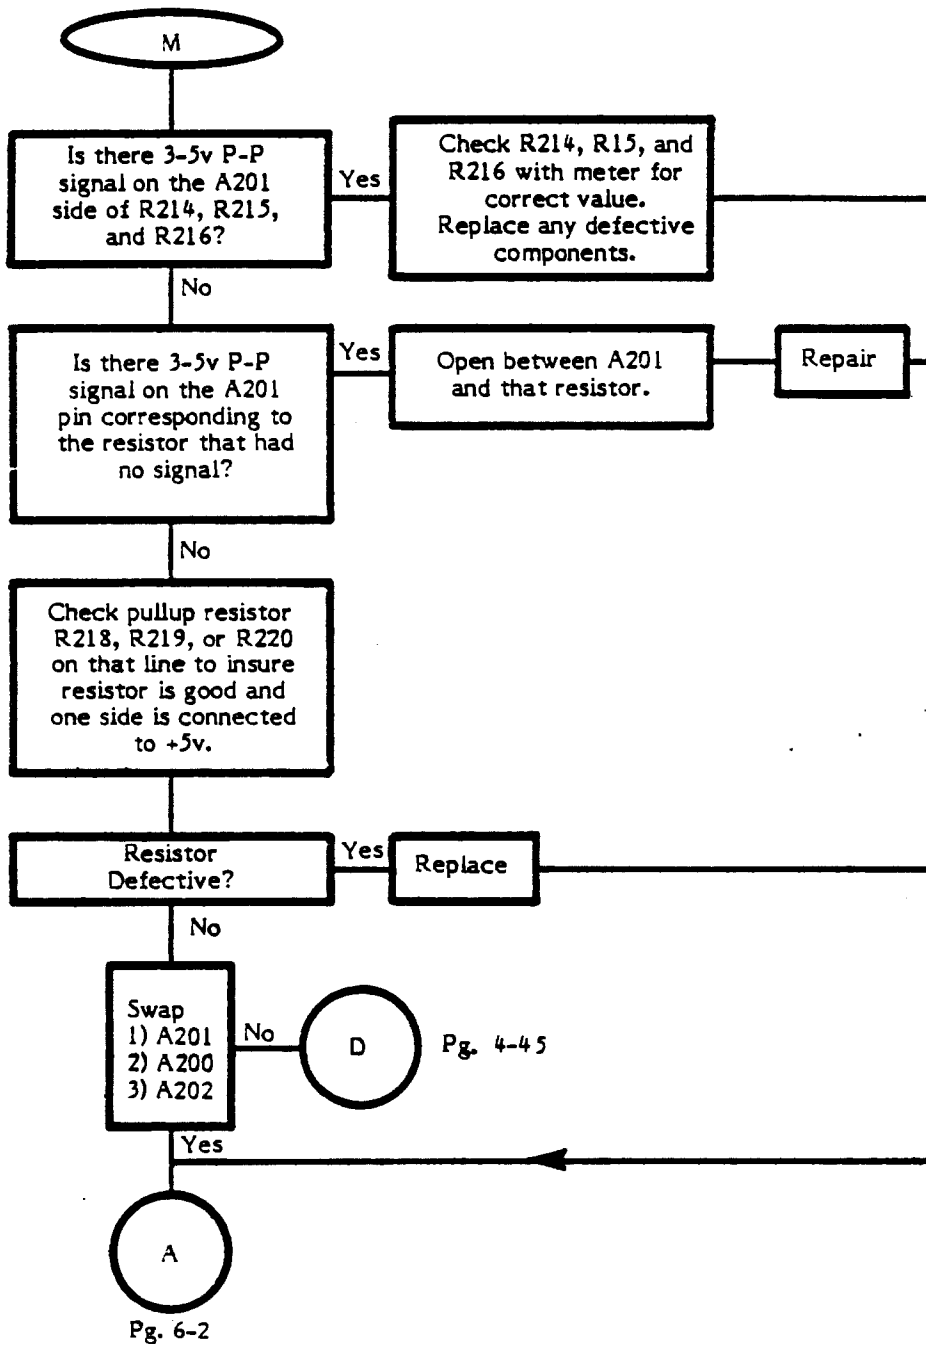 M
Is there 3-5v P-P
signal on the A201
side of R214, R215,
and R216?
Yes
Check R214, R15, and
R216 with meter for
correct value.
Replace any defective
components.
No
Is there 3-5v P-P
signal on the A201
pin corresponding to
the resistor that had
no signal?
Yes
Open between A201
and that resistor.
Repair
No
Check pullup resistor
R218, R219, or R220
on that line to insure
resistor is good and
one side is connected
to +5v.
Resistor
Defective?
Yes
Replace
No
Swap
1) A201
2) A200
3) A202
No
D
Pg. 4-45
Yes
A
Pg. 6-2